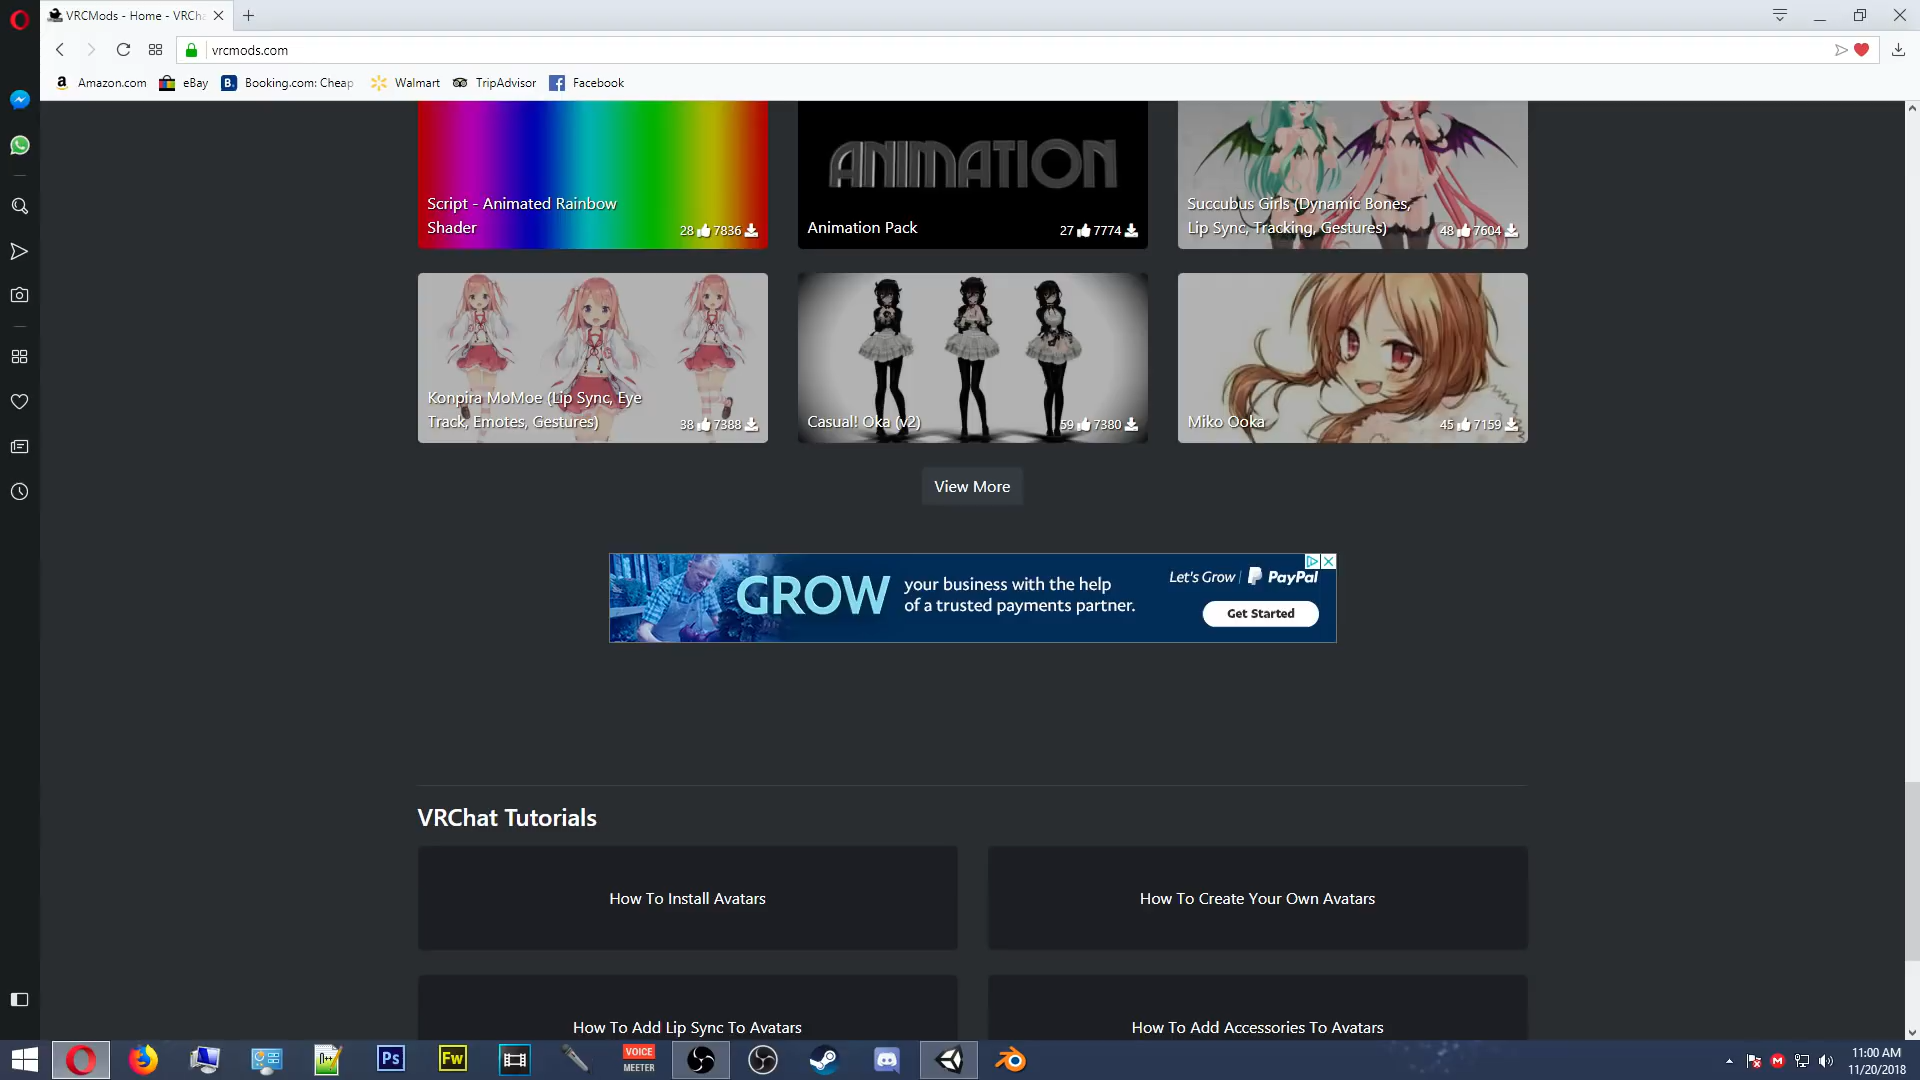 VRCMods - Home - VRCha
vrcmods.com
Amazon.com eBay Booking.com: Cheap Walmart TripAdvisor Facebook
Script - Animated Rainbow
Shader
28 7836
ANIMATION
Animation Pack
27 7774
Succubus Girls (Dynamic Bones,
Lip Sync, Tracking, Gestures)
48 7604
Konpira MoMoe (Lip Sync, Eye
Track, Emotes, Gestures)
38 7388
Casual! Oka (v2)
59 7380
Miko Ooka
45 7159
View More
GROW your business with the help
of a trusted payments partner.
Let's Grow | PayPal
Get Started
VRChat Tutorials
How To Install Avatars
How To Create Your Own Avatars
How To Add Lip Sync To Avatars
How To Add Accessories To Avatars
Ps
Fw
VOICE
MEETER
11:00 AM
11/20/2018